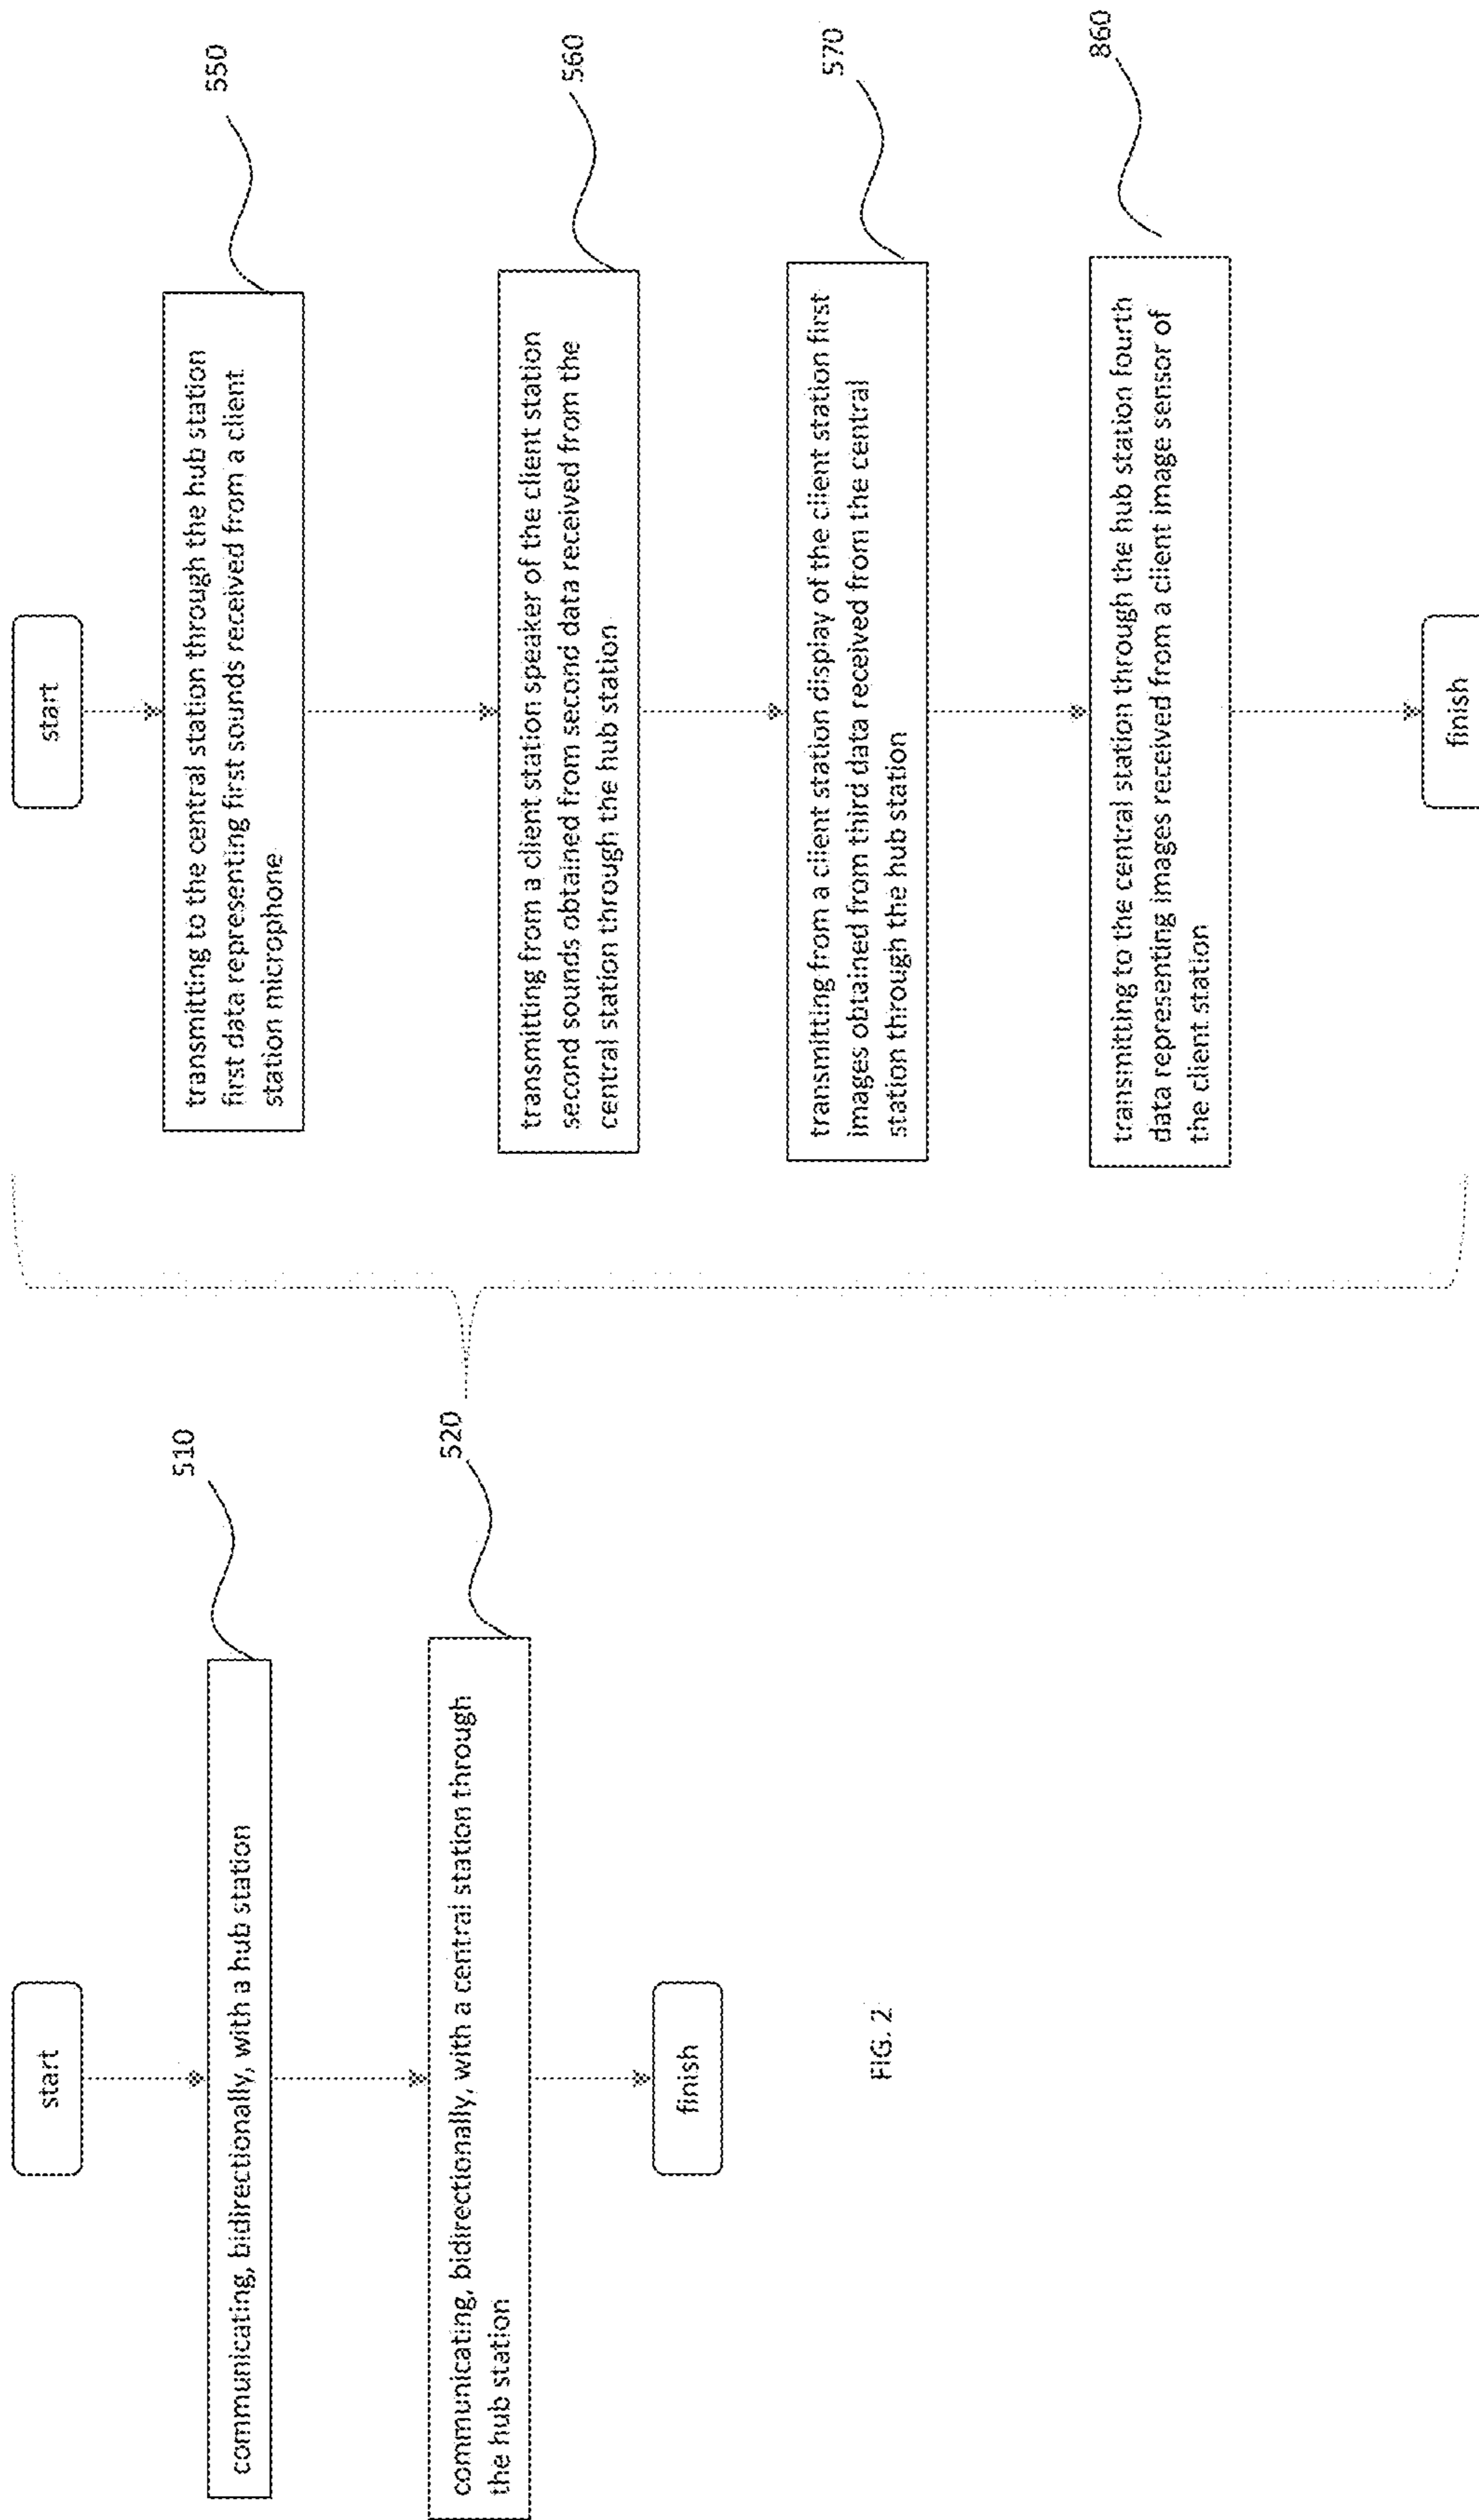 start
510
communicating, bidirectionally, with a hub station
520
communicating, bidirectionally, with a central station through
the hub station
finish
FIG. 2
start
550
transmitting to the central station through the hub station
first data representing first sounds received from a client
station microphone
560
transmitting from a client station speaker of the client station
second sounds obtained from second data received from the
central station through the hub station
570
transmitting from a client station display of the client station first
images obtained from third data received from the central
station through the hub station
860
transmitting to the central station through the hub station fourth
data representing images received from a client image sensor of
the client station
finish